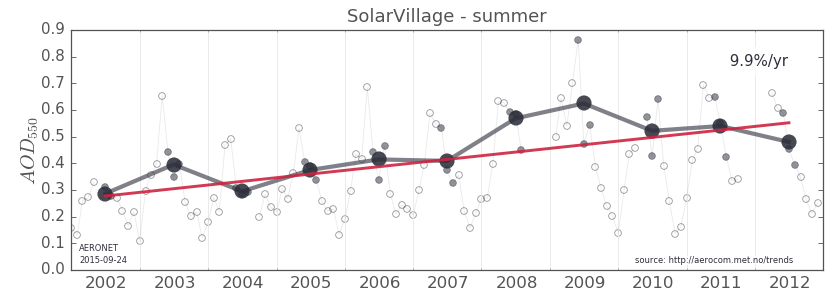 SolarVillage - summer
0.9
0.8
0.7
0.6
0.5
0.4
0.3
0.2
0.1
0.0
AOD550
9.9%/yr
AERONET
2015-09-24
source: http://aerocom.met.no/trends
2002 2003 2004 2005 2006 2007 2008 2009 2010 2011 2012